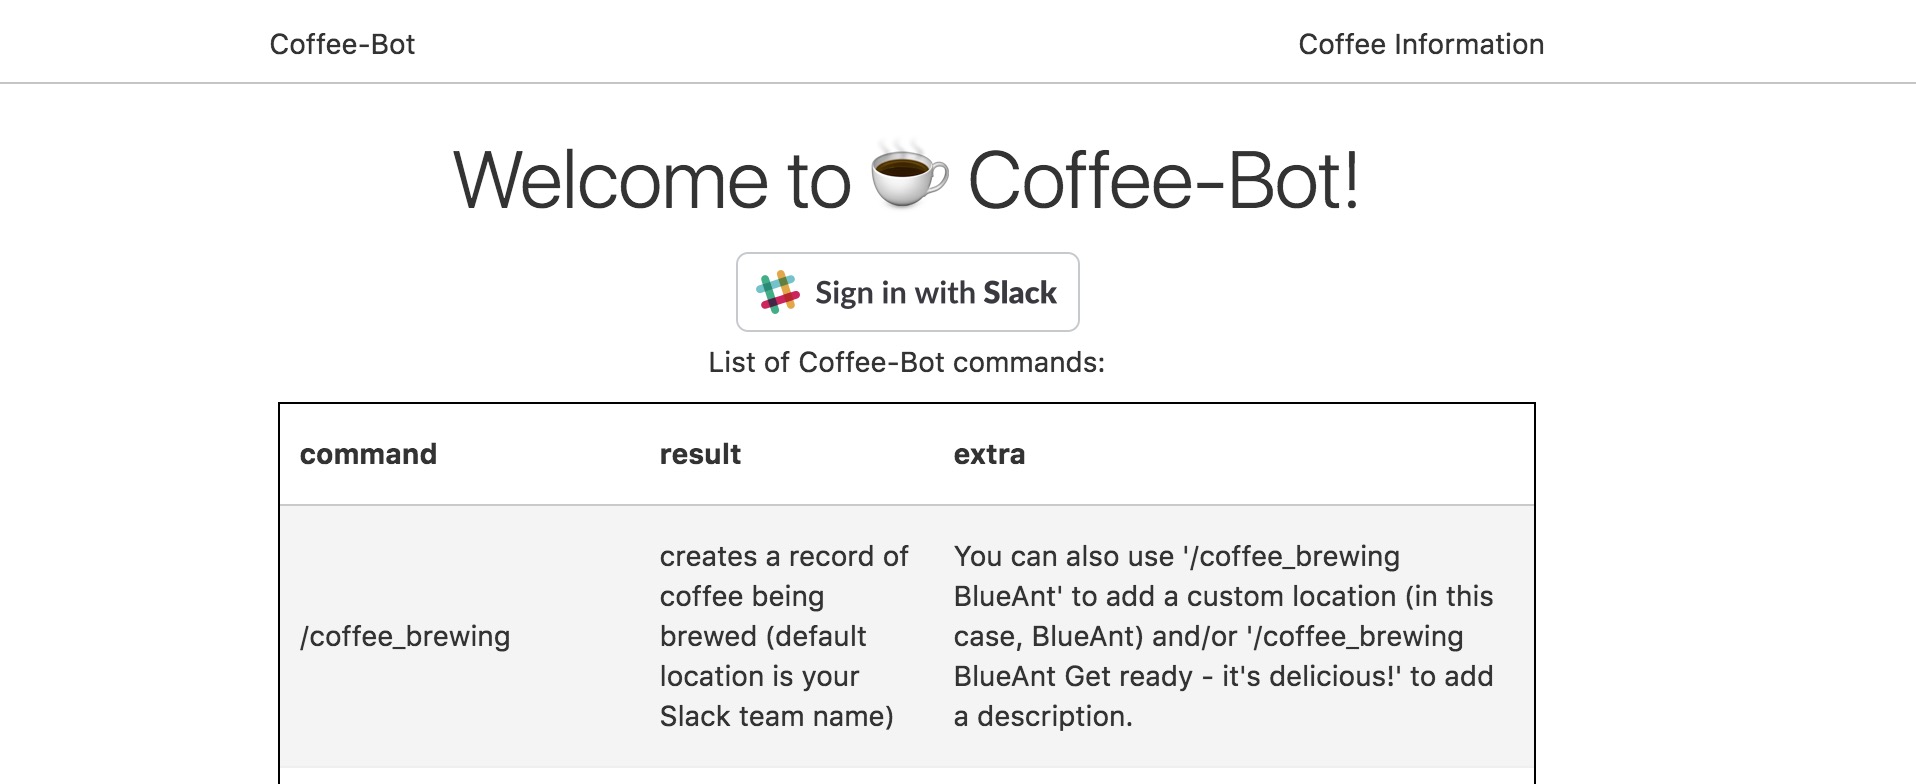 Coffee-Bot
Coffee Information
Welcome to ☕ Coffee-Bot!
Sign in with Slack
List of Coffee-Bot commands:
command result extra
/coffee_brewing
creates a record of
coffee being
brewed (default
location is your
Slack team name)
You can also use '/coffee_brewing
BlueAnt' to add a custom location (in this
case, BlueAnt) and/or '/coffee_brewing
BlueAnt Get ready - it's delicious!' to add
a description.